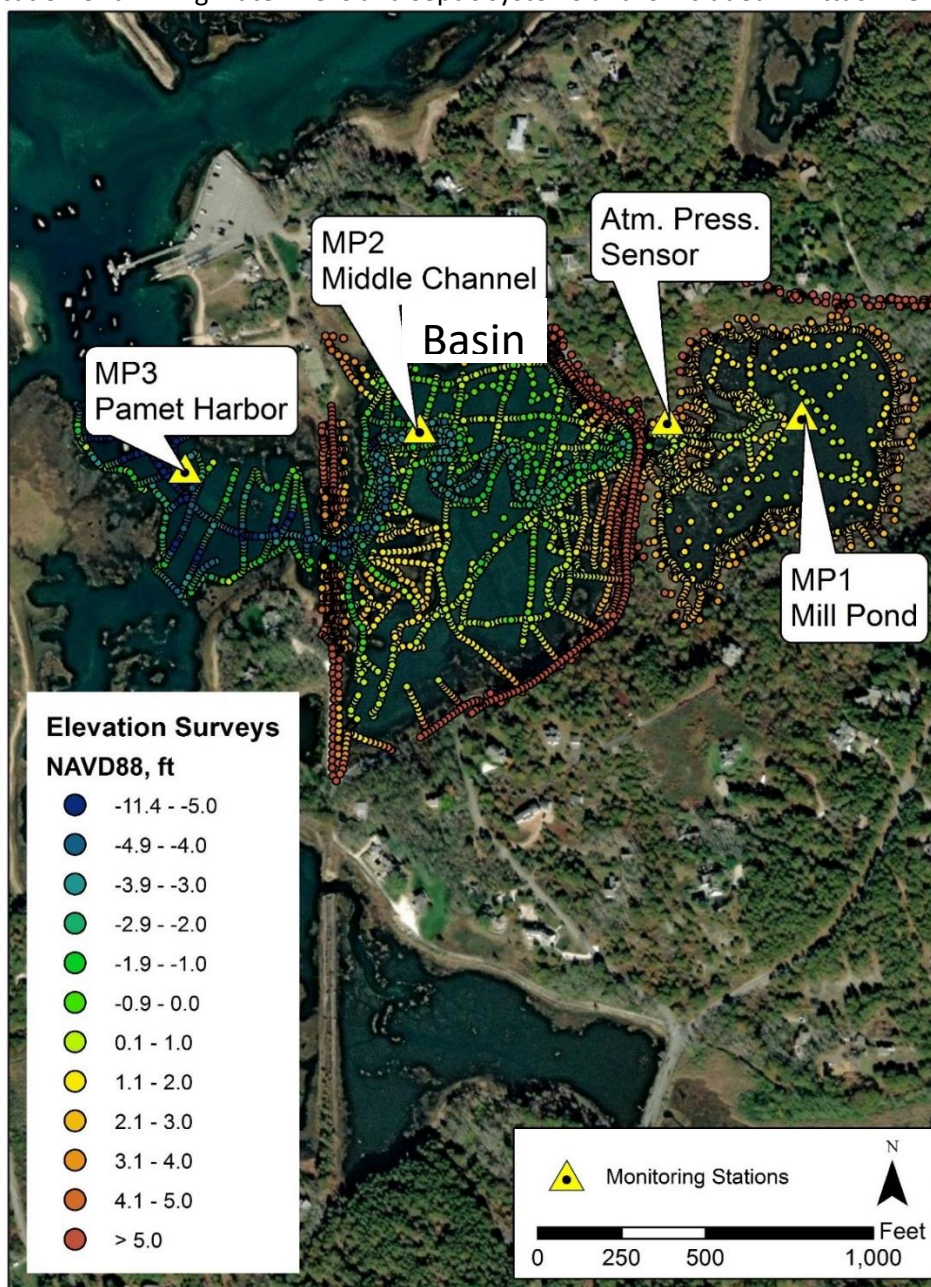 MP2
Middle Channel
Basin
Atm. Press.
Sensor
MP3
Pamet Harbor
MP1
Mill Pond
Elevation Surveys
NAVD88, ft
-11.4 - -5.0
-4.9 - -4.0
-3.9 - -3.0
-2.9 - -2.0
-1.9 - -1.0
-0.9 - 0.0
0.1 - 1.0
1.1 - 2.0
2.1 - 3.0
3.1 - 4.0
4.1 - 5.0
> 5.0
N
Monitoring Stations
Feet
0 250 500 1,000